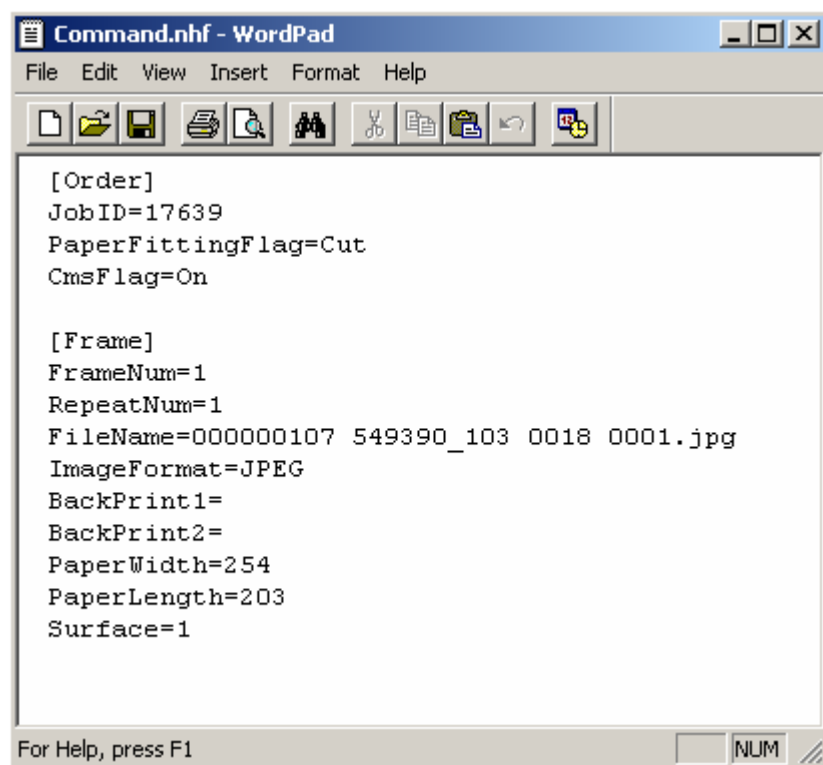 Command.nhf - WordPad
File Edit View Insert Format Help
[Order]
JobID=17639
PaperFittingFlag=Cut
CmsFlag=On
[Frame]
FrameNum=1
RepeatNum=1
FileName=000000107 549390_103 0018 0001.jpg
ImageFormat=JPEG
BackPrint1=
BackPrint2=
PaperWidth=254
PaperLength=203
Surface=1
For Help, press F1 NUM